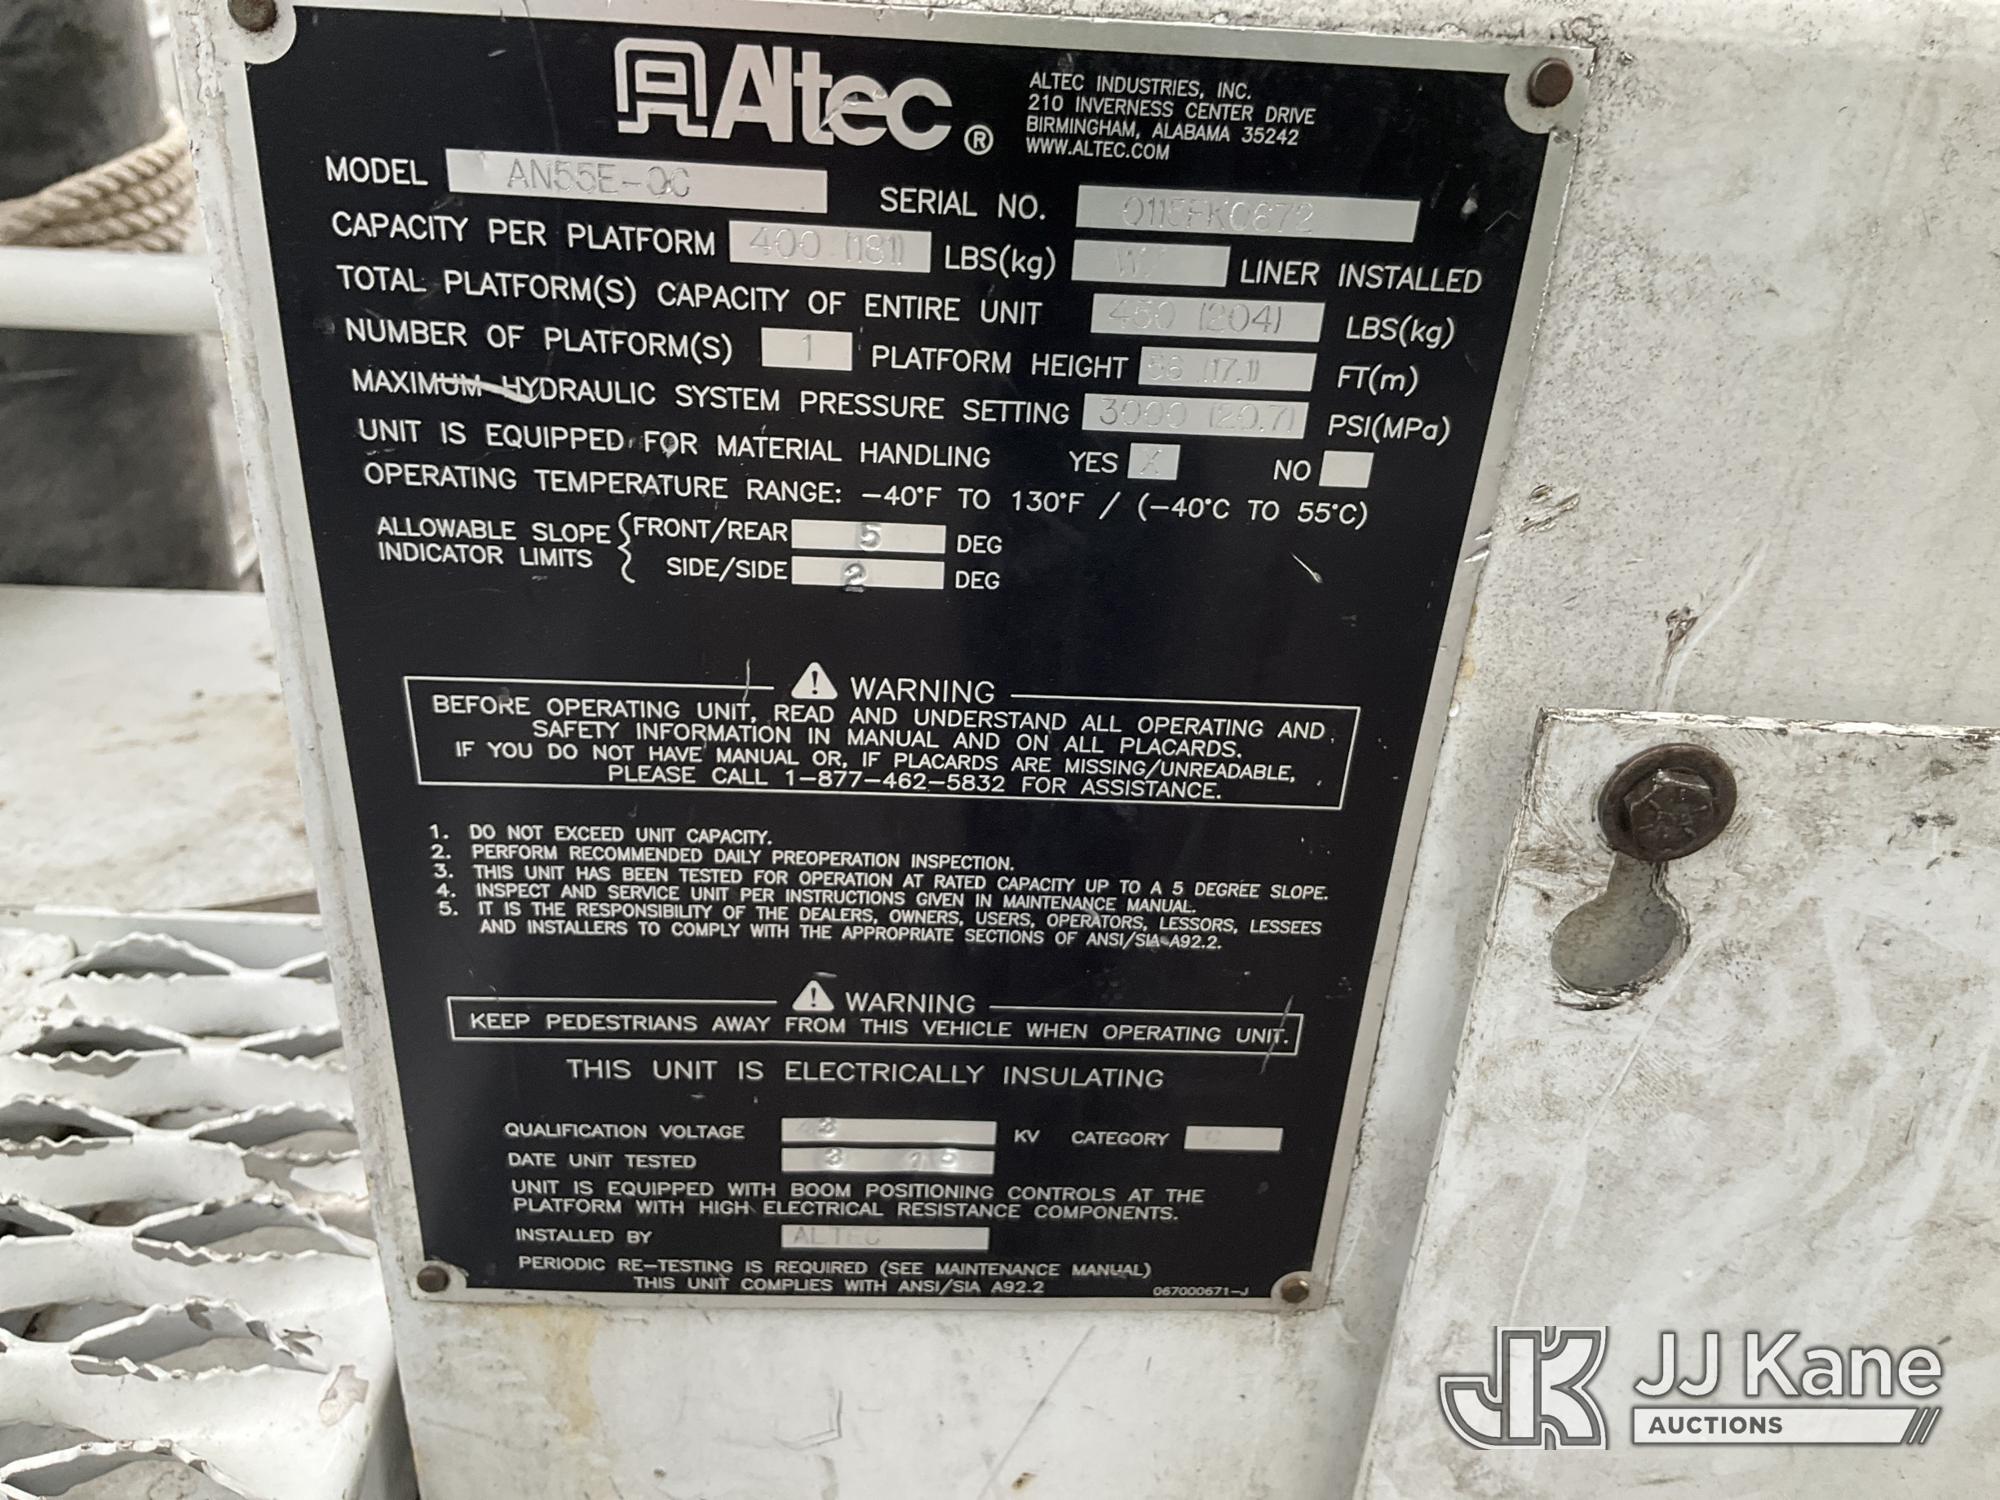 Altec®
ALTEC INDUSTRIES, INC.
210 INVERNESS CENTER DRIVE
BIRMINGHAM, ALABAMA 35242
WWW.ALTEC.COM
MODEL AN55E-OC
SERIAL NO. 0115FK0672
CAPACITY PER PLATFORM 400 (181) LBS(kg) LINER INSTALLED
TOTAL PLATFORM(S) CAPACITY OF ENTIRE UNIT 450 (204) LBS(kg)
NUMBER OF PLATFORM(S) 1 PLATFORM HEIGHT 56 (17.1) FT(m)
MAXIMUM HYDRAULIC SYSTEM PRESSURE SETTING 3000 (20.7) PSI(MPa)
UNIT IS EQUIPPED FOR MATERIAL HANDLING YES X NO
OPERATING TEMPERATURE RANGE: -40°F TO 130°F / (-40°C TO 55°C)
ALLOWABLE SLOPE INDICATOR LIMITS
FRONT/REAR 5 DEG
SIDE/SIDE 2 DEG
WARNING
BEFORE OPERATING UNIT, READ AND UNDERSTAND ALL OPERATING AND
SAFETY INFORMATION IN MANUAL AND ON ALL PLACARDS.
IF YOU DO NOT HAVE MANUAL OR, IF PLACARDS ARE MISSING/UNREADABLE,
PLEASE CALL 1-877-462-5832 FOR ASSISTANCE.
1. DO NOT EXCEED UNIT CAPACITY.
2. PERFORM RECOMMENDED DAILY PREOPERATION INSPECTION.
3. THIS UNIT HAS BEEN TESTED FOR OPERATION AT RATED CAPACITY UP TO A 5 DEGREE SLOPE.
4. INSPECT AND SERVICE UNIT PER INSTRUCTIONS GIVEN IN MAINTENANCE MANUAL.
5. IT IS THE RESPONSIBILITY OF THE DEALERS, OWNERS, USERS, OPERATORS, LESSORS, LESSEES
AND INSTALLERS TO COMPLY WITH THE APPROPRIATE SECTIONS OF ANSI/SIA A92.2.
WARNING
KEEP PEDESTRIANS AWAY FROM THIS VEHICLE WHEN OPERATING UNIT.
THIS UNIT IS ELECTRICALLY INSULATING
QUALIFICATION VOLTAGE KV CATEGORY C
DATE UNIT TESTED 3 15
UNIT IS EQUIPPED WITH BOOM POSITIONING CONTROLS AT THE
PLATFORM WITH HIGH ELECTRICAL RESISTANCE COMPONENTS.
INSTALLED BY ALTEC
PERIODIC RE-TESTING IS REQUIRED (SEE MAINTENANCE MANUAL)
THIS UNIT COMPLIES WITH ANSI/SIA A92.2
067000671-J
JK JJ Kane
AUCTIONS